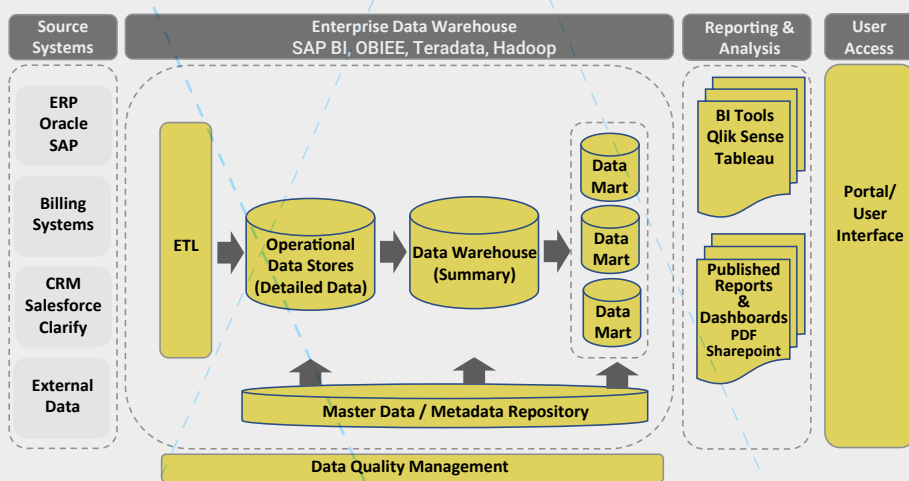 Source
Systems
Enterprise Data Warehouse
SAP BI, OBIEE, Teradata, Hadoop
Reporting &
Analysis
User
Access
ERP
Oracle
SAP
Billing
Systems
CRM
Salesforce
Clarify
External
Data
ETL
Operational
Data Stores
(Detailed Data)
Data Warehouse
(Summary)
Data
Mart
Data
Mart
Data
Mart
Master Data / Metadata Repository
Data Quality Management
BI Tools
Qlik Sense
Tableau
Published
Reports
&
Dashboards
PDF
Sharepoint
Portal/
User
Interface